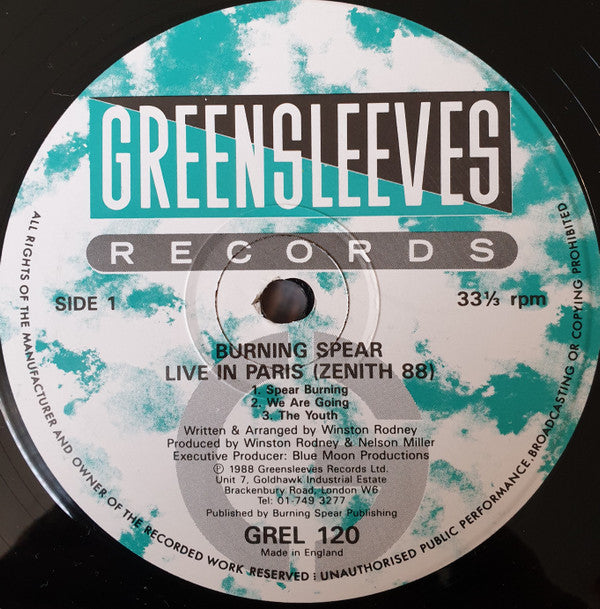 GREENSLEEVES
RECORDS
SIDE 1
33⅓ rpm
BURNING SPEAR
LIVE IN PARIS (ZENITH 88)
1. Spear Burning
2. We Are Going
3. The Youth
Written & Arranged by Winston Rodney
Produced by Winston Rodney & Nelson Miller
Executive Producer: Blue Moon Productions
℗ 1988 Greensleeves Records Ltd.
Unit 7, Goldhawk Industrial Estate
Brackenbury Road, London W6
Tel: 01-749 3277
Published by Burning Spear Publishing
GREL 120
Made in England
ALL RIGHTS OF THE MANUFACTURER AND OWNER OF THE RECORDED WORK RESERVED : UNAUTHORISED PUBLIC PERFORMANCE, BROADCASTING OR COPYING PROHIBITED